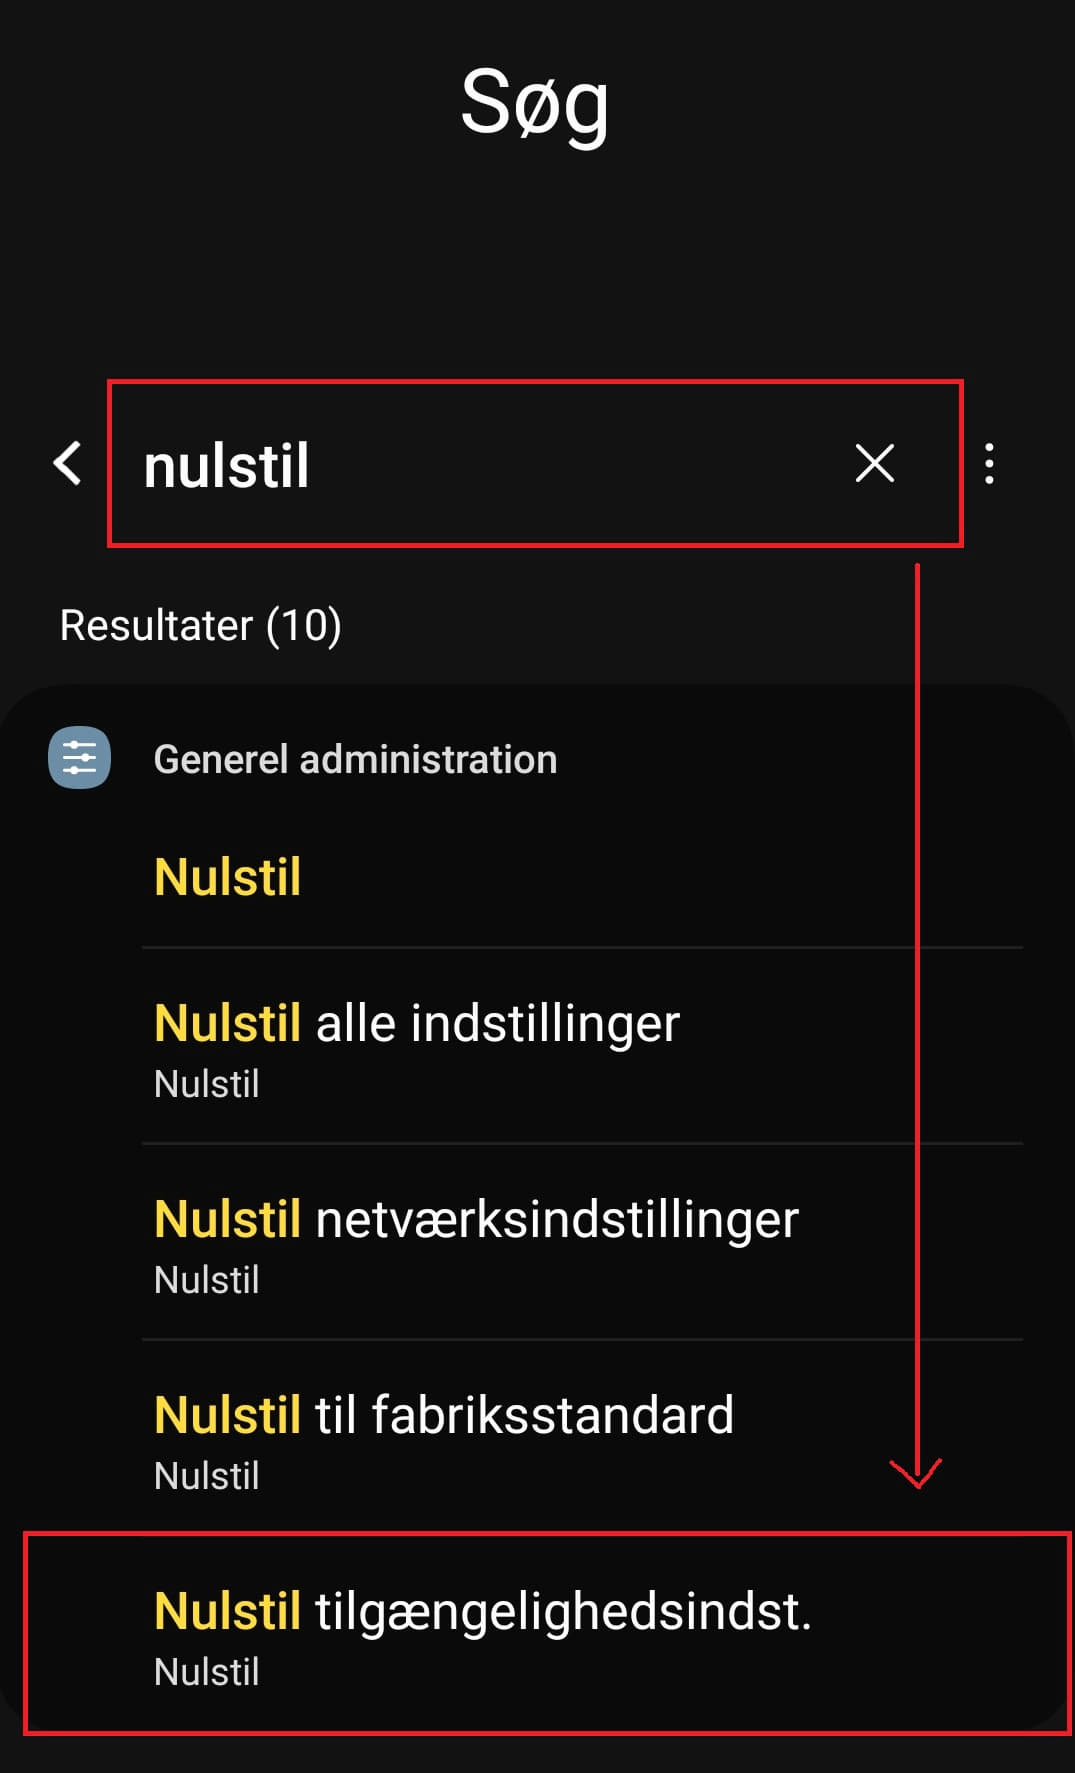 Søg
nulstil
Resultater (10)
Generel administration
Nulstil
Nulstil alle indstillinger
Nulstil
Nulstil netværksindstillinger
Nulstil
Nulstil til fabriksstandard
Nulstil
Nulstil tilgængelighedsindst.
Nulstil